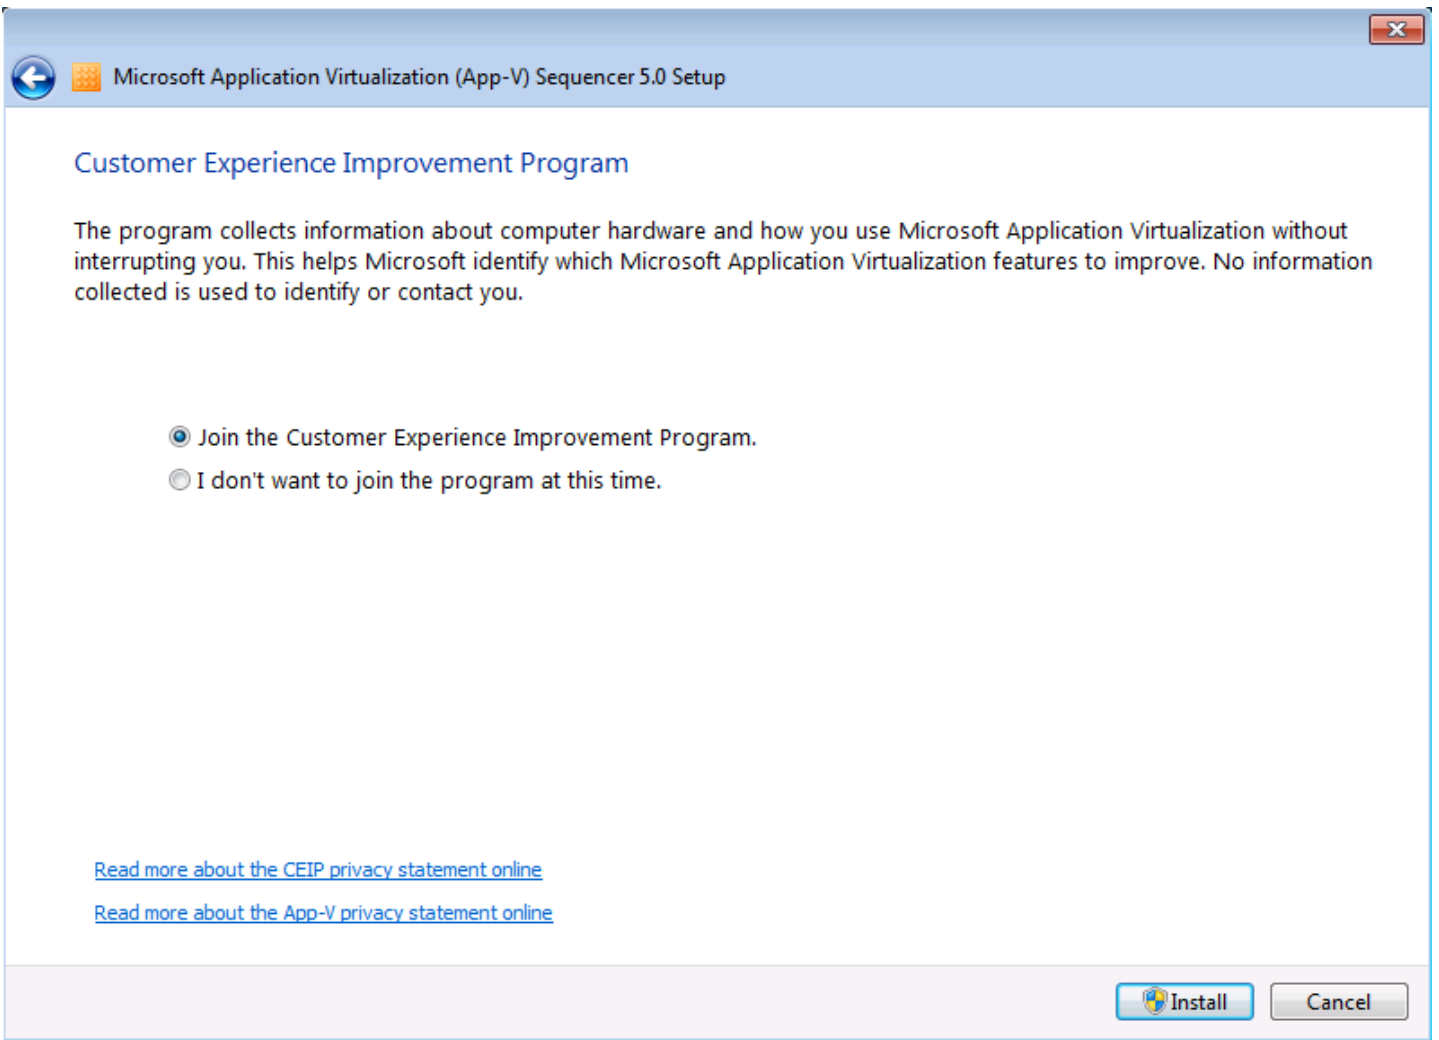 Microsoft Application Virtualization (App-V) Sequencer 5.0 Setup
Customer Experience Improvement Program
The program collects information about computer hardware and how you use Microsoft Application Virtualization without
interrupting you. This helps Microsoft identify which Microsoft Application Virtualization features to improve. No information
collected is used to identify or contact you.
Join the Customer Experience Improvement Program.
I don't want to join the program at this time.
Read more about the CEIP privacy statement online
Read more about the App-V privacy statement online
Install Cancel